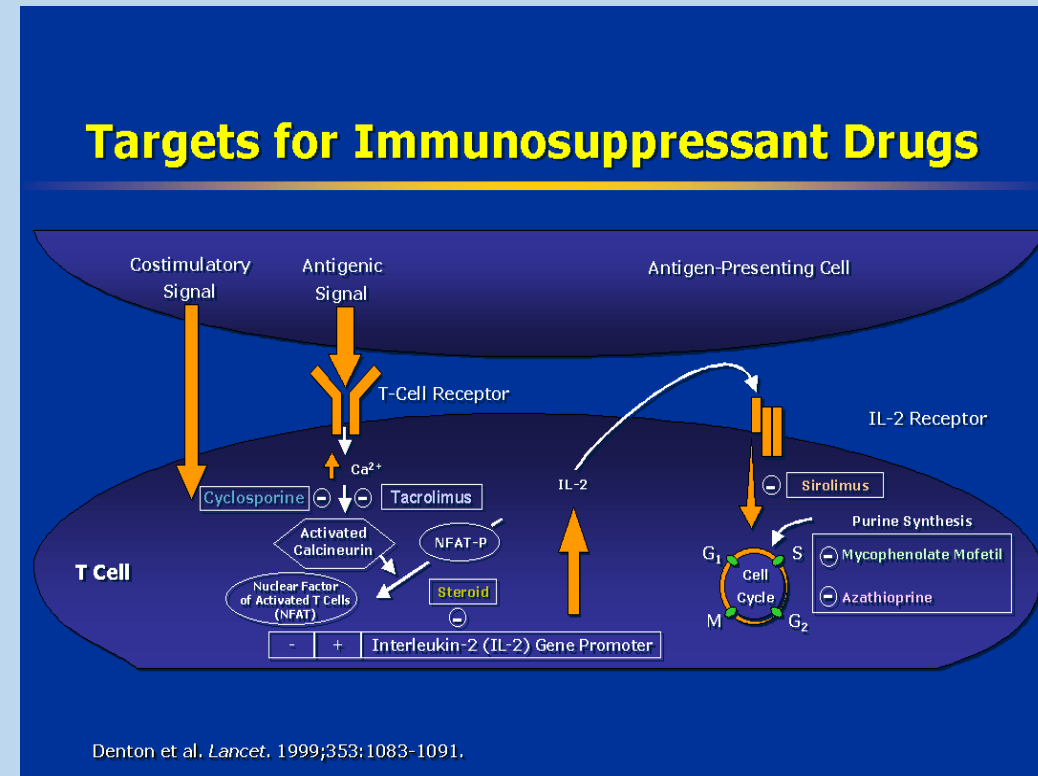 Targets for Immunosuppressant Drugs
Costimulatory
Signal
Antigenic
Signal
Antigen-Presenting Cell
T-Cell Receptor
IL-2 Receptor
Ca²⁺
IL-2
Cyclosporine
-
-
Tacrolimus
-
Sirolimus
Activated
Calcineurin
NFAT-P
Purine Synthesis
T Cell
Nuclear Factor
of Activated T Cells
(NFAT)
Steroid
-
G₁
S
Cell
Cycle
M
G₂
- Mycophenolate Mofetil
- Azathioprine
- + Interleukin-2 (IL-2) Gene Promoter
Denton et al. Lancet. 1999;353:1083-1091.